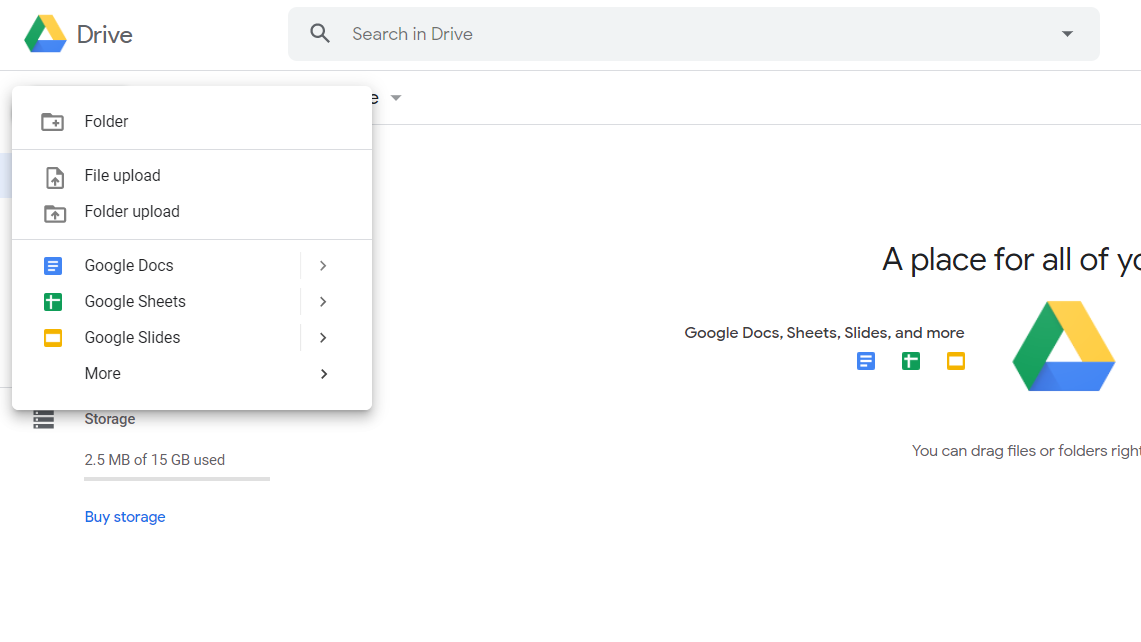 Drive
Search in Drive
e
Folder
File upload
Folder upload
Google Docs
Google Sheets
Google Slides
More
Storage
2.5 MB of 15 GB used
Buy storage
A place for all of yo
Google Docs, Sheets, Slides, and more
You can drag files or folders right